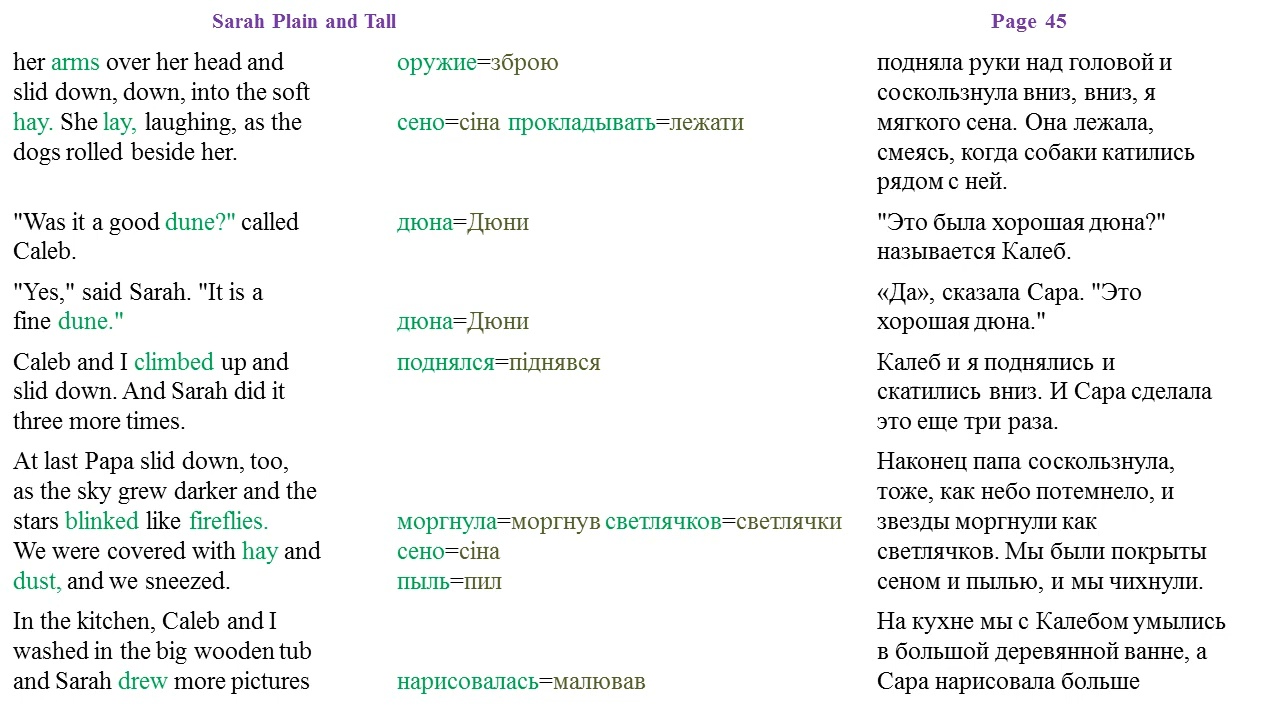 Sarah Plain and Tall
Page 45
her arms over her head and
slid down, down, into the soft
hay. She lay, laughing, as the
dogs rolled beside her.
"Was it a good dune?" called
Caleb.
"Yes," said Sarah. "It is a
fine dune."
Caleb and I climbed up and
slid down. And Sarah did it
three more times.
At last Papa slid down, too,
as the sky grew darker and the
stars blinked like fireflies.
We were covered with hay and
dust, and we sneezed.
In the kitchen, Caleb and I
washed in the big wooden tub
and Sarah drew more pictures
оружие=зброю
сено=сіна прокладывать=лежати
дюна=Дюни
дюна=Дюни
поднялся=піднявся
моргнула=моргнув светлячков=светлячки
сено=сіна
пыль=пил
нарисовалась=малював
подняла руки над головой и
соскользнула вниз, вниз, я
мягкого сена. Она лежала,
смеясь, когда собаки катились
рядом с ней.
"Это была хорошая дюна?"
называется Калеб.
«Да», сказала Сара. "Это
хорошая дюна."
Калеб и я поднялись и
скатились вниз. И Сара сделала
это еще три раза.
Наконец папа соскользнула,
тоже, как небо потемнело, и
звезды моргнули как
светлячков. Мы были покрыты
сеном и пылью, и мы чихнули.
На кухне мы с Калебом умылись
в большой деревянной ванне, а
Сара нарисовала больше